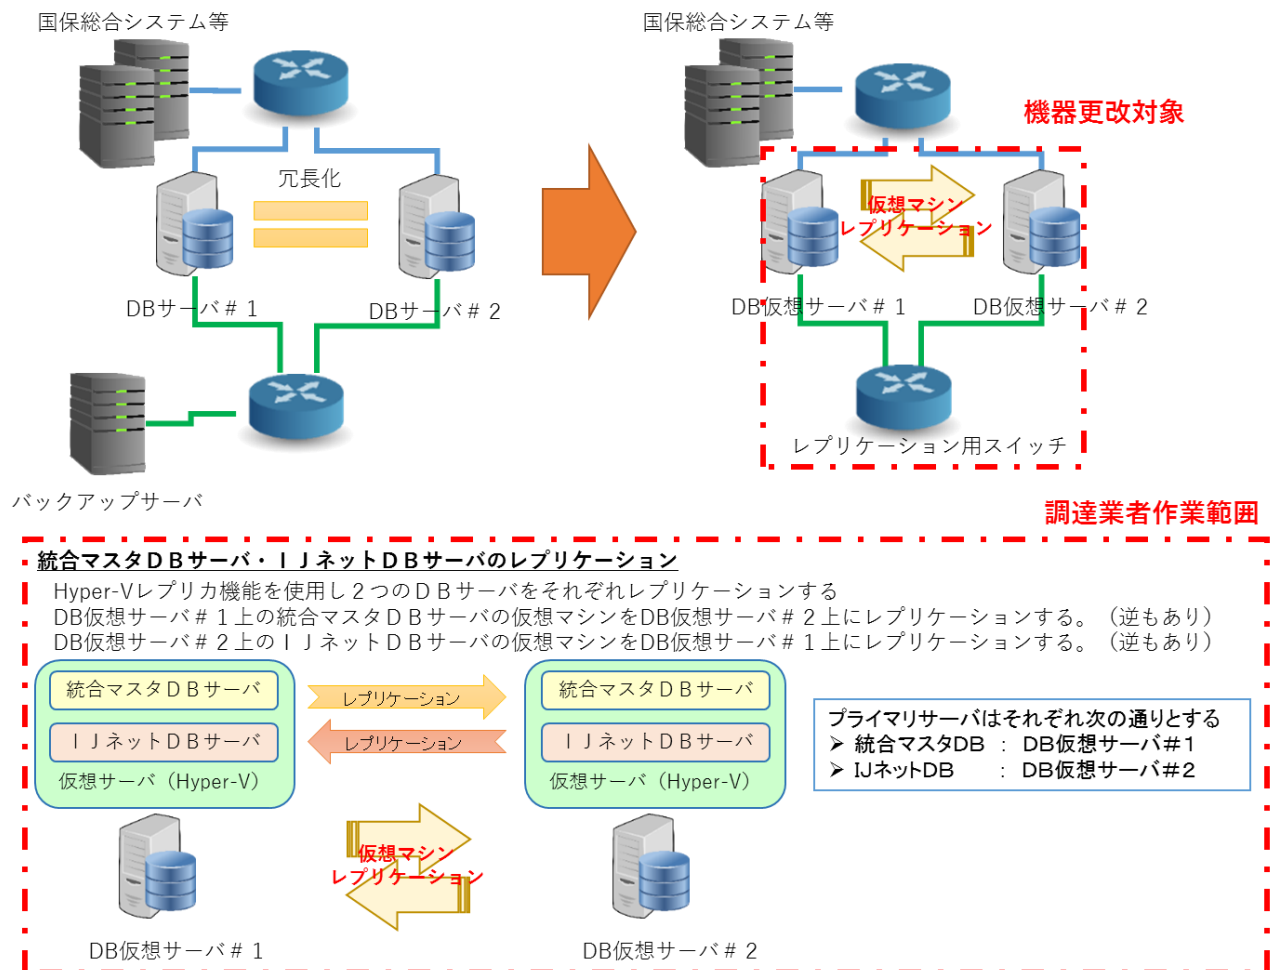 国保総合システム等
国保総合システム等
機器更改対象
冗長化
仮想マシン
レプリケーション
DBサーバ＃１
DBサーバ＃２
DB仮想サーバ＃１
DB仮想サーバ＃２
レプリケーション用スイッチ
バックアップサーバ
調達業者作業範囲
統合マスタＤＢサーバ・ＩＪネットＤＢサーバのレプリケーション
Hyper-Vレプリカ機能を使用し２つのＤＢサーバをそれぞれレプリケーションする
DB仮想サーバ＃１上の統合マスタＤＢサーバの仮想マシンをDB仮想サーバ＃２上にレプリケーションする。（逆もあり）
DB仮想サーバ＃２上のＩＪネットＤＢサーバの仮想マシンをDB仮想サーバ＃１上にレプリケーションする。（逆もあり）
統合マスタＤＢサーバ
レプリケーション
統合マスタＤＢサーバ
ＩＪネットＤＢサーバ
レプリケーション
ＩＪネットＤＢサーバ
仮想サーバ（Hyper-V）
仮想サーバ（Hyper-V）
プライマリサーバはそれぞれ次の通りとする
➢ 統合マスタDB ： DB仮想サーバ＃1
➢ IJネットDB ： DB仮想サーバ＃2
仮想マシン
レプリケーション
DB仮想サーバ＃１
DB仮想サーバ＃２